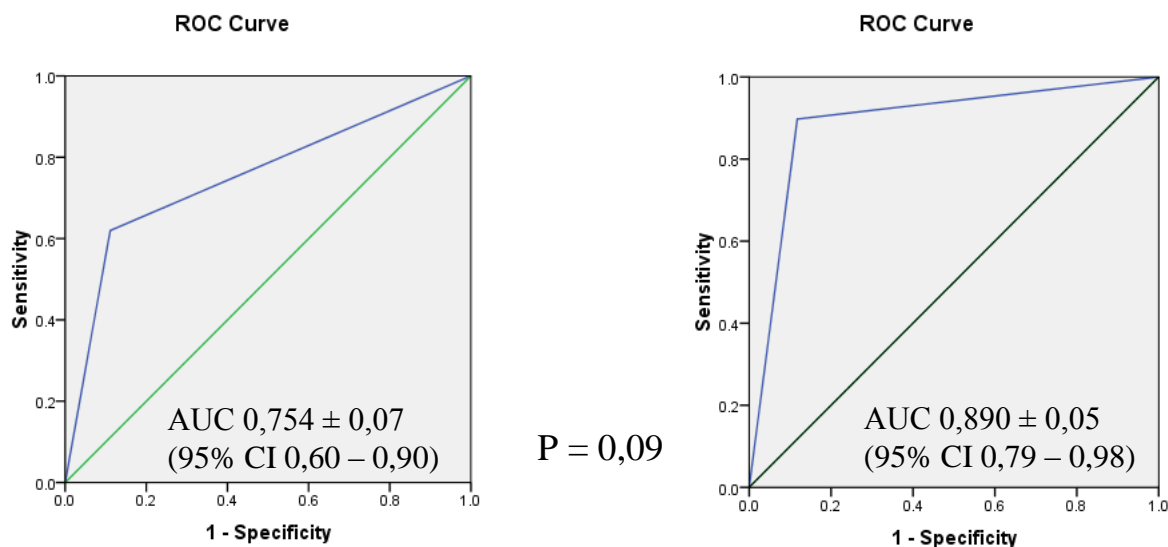 ROC Curve
1.0
0.8
0.6
0.4
0.2
0.0
Sensitivity
AUC 0,754 ± 0,07
(95% CI 0,60 – 0,90)
0.0 0.2 0.4 0.6 0.8 1.0
1 - Specificity
P = 0,09
ROC Curve
1.0
0.8
0.6
0.4
0.2
0.0
Sensitivity
AUC 0,890 ± 0,05
(95% CI 0,79 – 0,98)
0.0 0.2 0.4 0.6 0.8 1.0
1 - Specificity